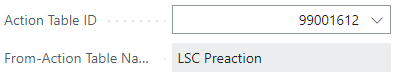 Action Table ID 99001612
From-Action Table Na... LSC Preaction